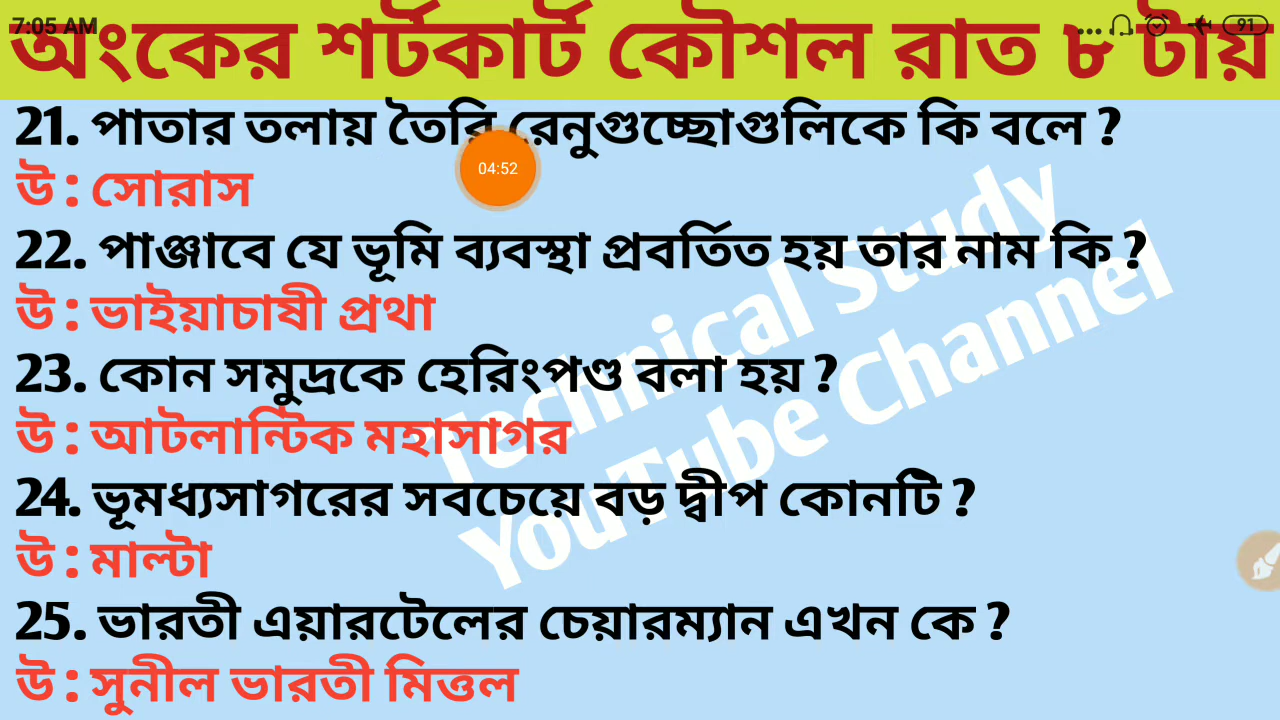 7:05 AM
91
অংকের শর্টকার্ট কৌশল রাত ৮ টায়
21. পাতার তলায় তৈরি রেনুগুচ্ছোগুলিকে কি বলে ?
04:52
উ : সোরাস
22. পাঞ্জাবে যে ভূমি ব্যবস্থা প্রবর্তিত হয় তার নাম কি ?
উ : ভাইয়াচাষী প্রথা
23. কোন সমুদ্রকে হেরিংপণ্ড বলা হয় ?
উ : আটলান্টিক মহাসাগর
24. ভূমধ্যসাগরের সবচেয়ে বড় দ্বীপ কোনটি ?
উ : মাল্টা
25. ভারতী এয়ারটেলের চেয়ারম্যান এখন কে ?
উ : সুনীল ভারতী মিত্তল
Technical Study
YouTube Channel